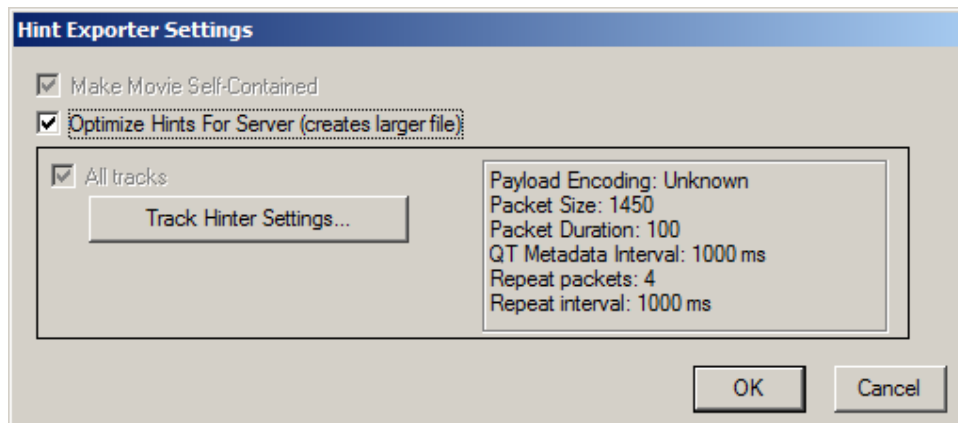 Hint Exporter Settings
Make Movie Self-Contained
Optimize Hints For Server (creates larger file)
All tracks
Track Hinter Settings...
Payload Encoding: Unknown
Packet Size: 1450
Packet Duration: 100
QT Metadata Interval: 1000 ms
Repeat packets: 4
Repeat interval: 1000 ms
OK
Cancel